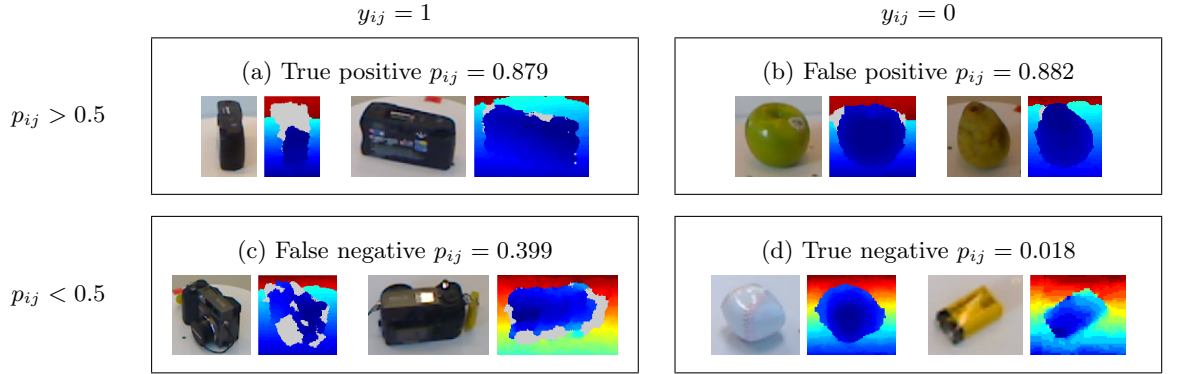 y_{ij} = 1
y_{ij} = 0
p_{ij} > 0.5
(a) True positive p_{ij} = 0.879
(b) False positive p_{ij} = 0.882
p_{ij} < 0.5
(c) False negative p_{ij} = 0.399
(d) True negative p_{ij} = 0.018